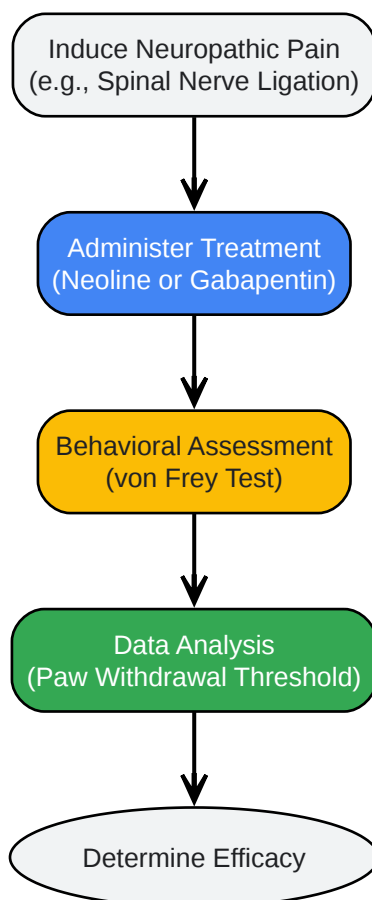 Induce Neuropathic Pain
(e.g., Spinal Nerve Ligation)
Administer Treatment
(Neoline or Gabapentin)
Behavioral Assessment
(von Frey Test)
Data Analysis
(Paw Withdrawal Threshold)
Determine Efficacy